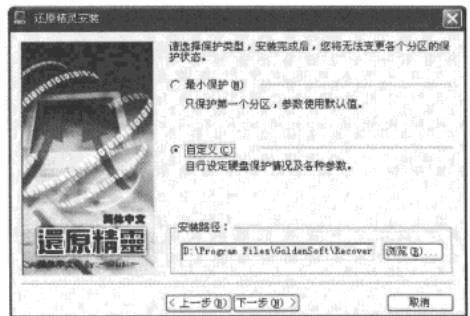 还原精灵安装
请选择保护类型，安装完成后，您将无法变更各个分区的保
护状态。
最小保护(M)
只保护第一个分区，参数使用默认值。
自定义(C)
自行设定硬盘保护情况及各种参数。
简体中文
還原精靈
安装路径：
D:\Program Files\GoldenSoft\Recover
浏览(B)...
<上一步(B)
下一步(N)>
取消